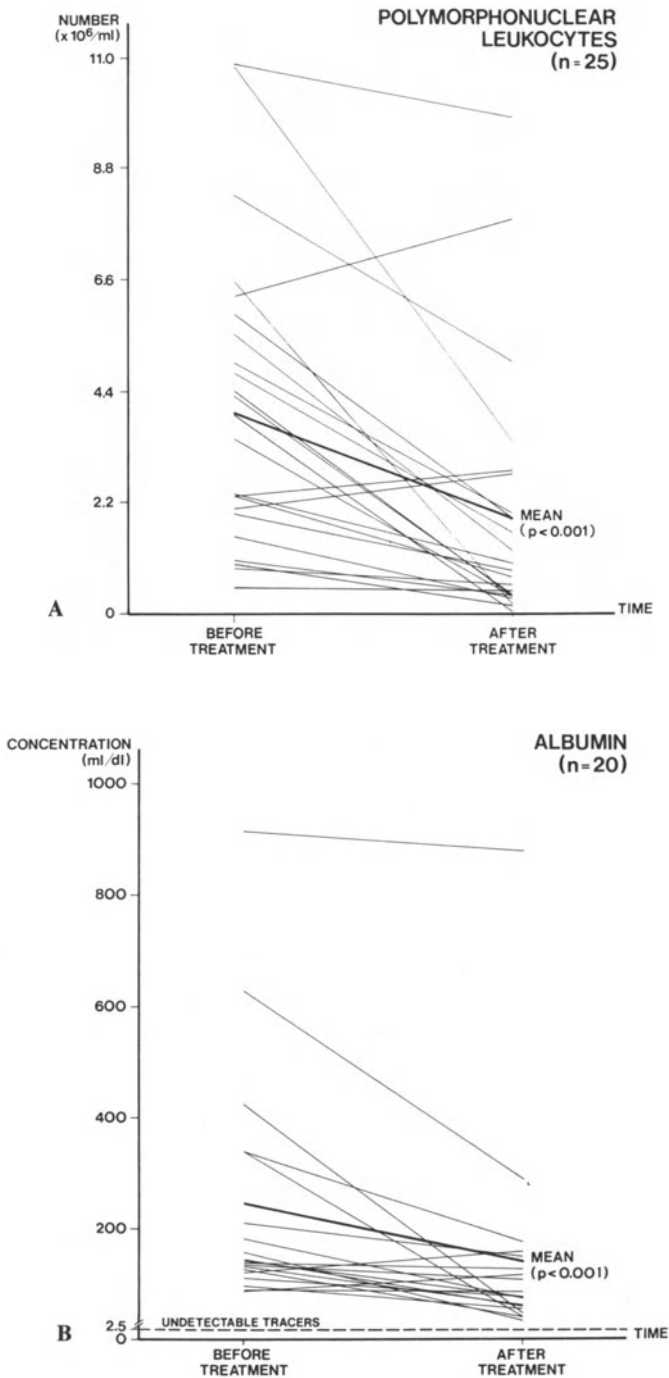 NUMBER
(x 10⁶/ml)
POLYMORPHONUCLEAR
LEUKOCYTES
(n = 25)
11.0
8.8
6.6
4.4
2.2
MEAN
(p < 0.001)
A
0
TIME
BEFORE
TREATMENT
AFTER
TREATMENT
CONCENTRATION
(ml/dl)
ALBUMIN
(n = 20)
1000
800
600
400
200
MEAN
(p < 0.001)
UNDETECTABLE TRACERS
2.5
B
0
TIME
BEFORE
TREATMENT
AFTER
TREATMENT